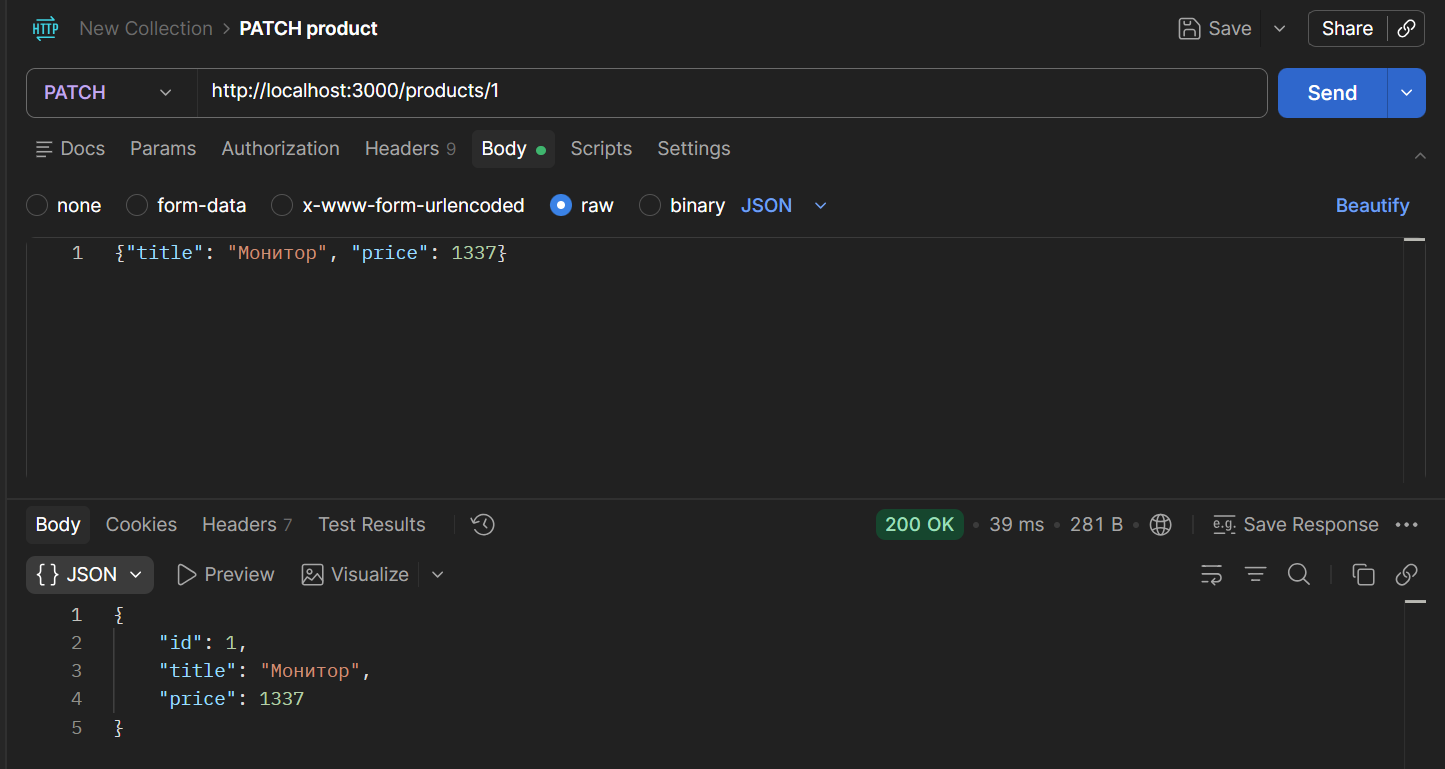 HTTP New Collection > PATCH product Save Share
PATCH http://localhost:3000/products/1 Send
Docs Params Authorization Headers 9 Body Scripts Settings
none form-data x-www-form-urlencoded raw binary JSON Beautify
1 {"title": "Монитор", "price": 1337}
Body Cookies Headers 7 Test Results 200 OK • 39 ms • 281 B • e.g. Save Response
{} JSON Preview Visualize
1 {
2 "id": 1,
3 "title": "Монитор",
4 "price": 1337
5 }